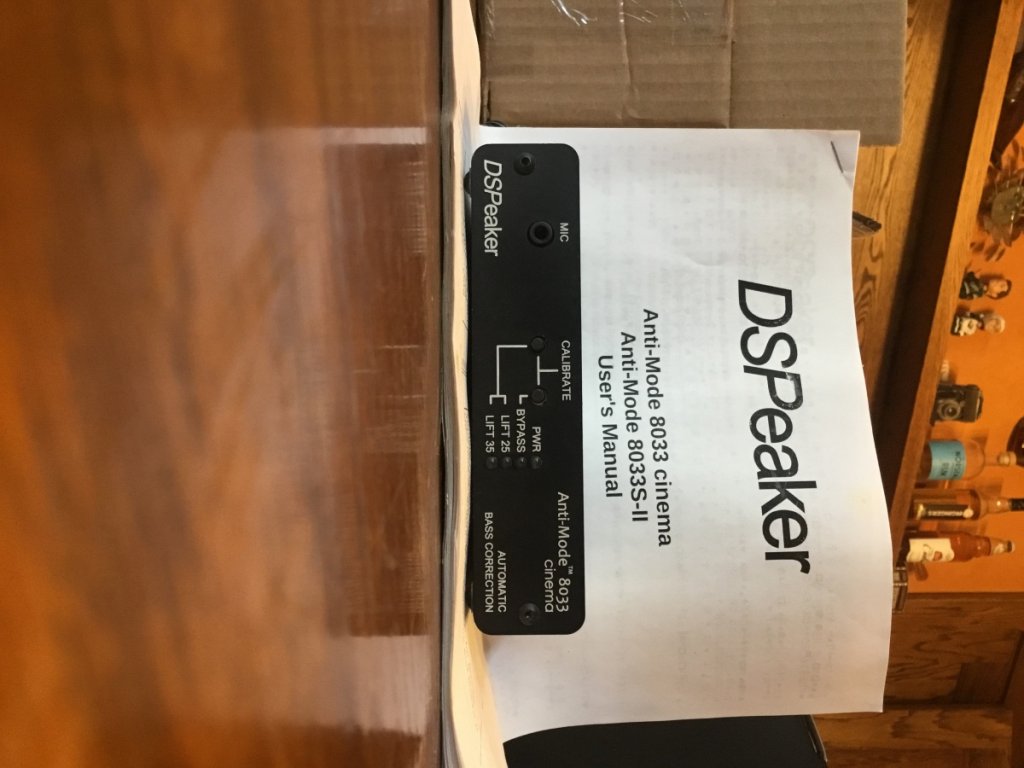 DSPeaker
Anti-Mode 8033 cinema
Anti-Mode 8033S-II
User's Manual
MIC
CALIBRATE
PWR
BYPASS
LIFT 25
LIFT 35
DSPeaker
Anti-Mode™ 8033
cinema
AUTOMATIC
BASS CORRECTION